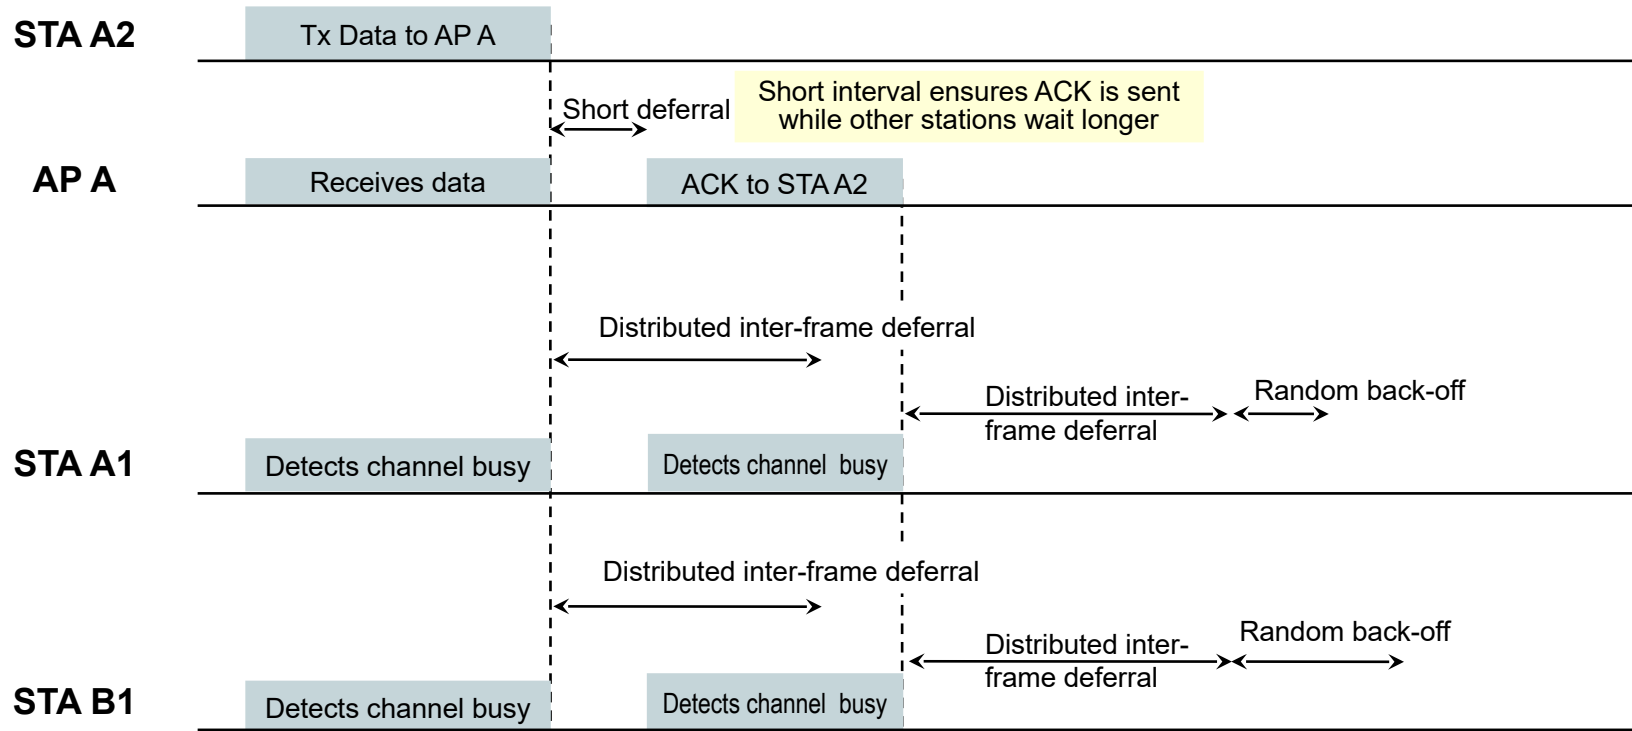 STA A2
Tx Data to AP A
Short deferral
Short interval ensures ACK is sent
while other stations wait longer
AP A
Receives data
ACK to STA A2
Distributed inter-frame deferral
Distributed inter-
frame deferral
Random back-off
STA A1
Detects channel busy
Detects channel busy
Distributed inter-frame deferral
Distributed inter-
frame deferral
Random back-off
STA B1
Detects channel busy
Detects channel busy